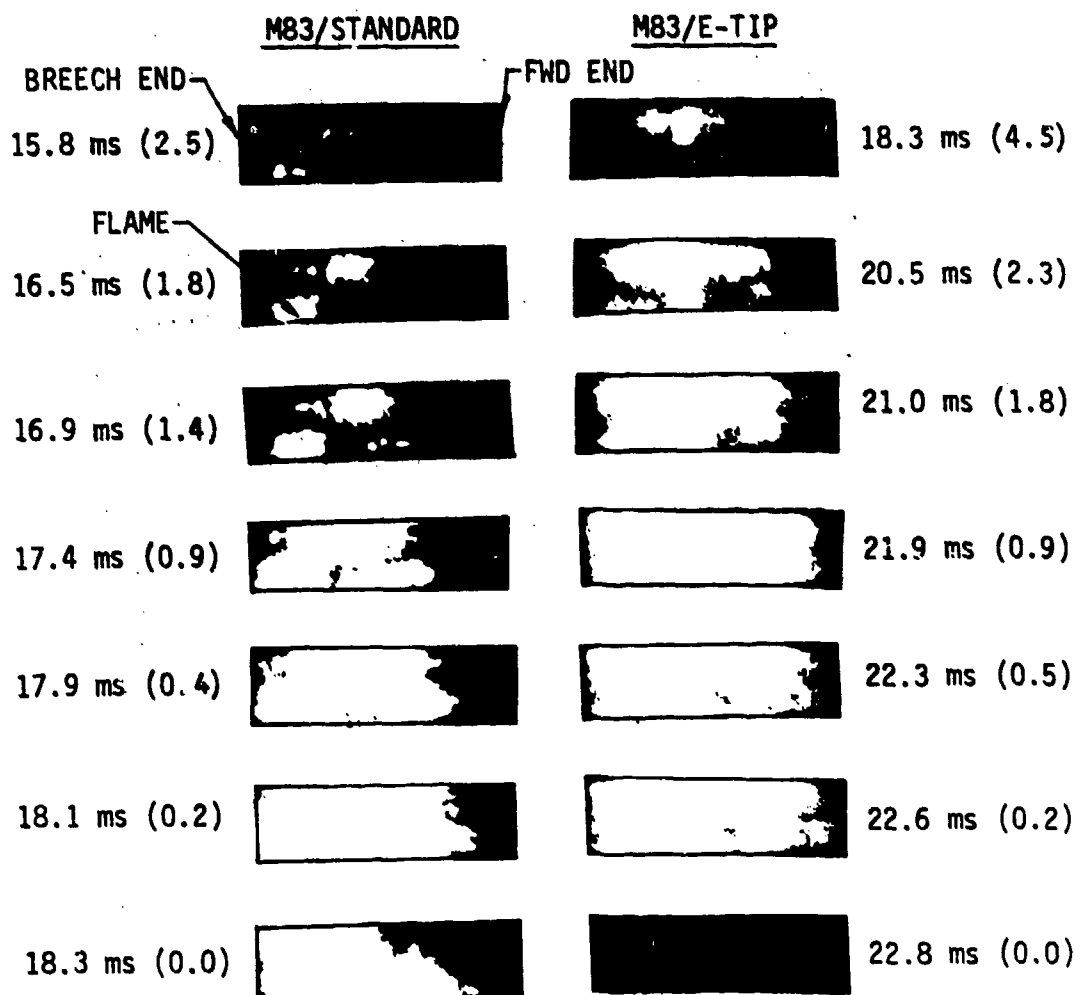 M83/STANDARD M83/E-TIP
BREECH END FWD END
15.8 ms (2.5) 18.3 ms (4.5)
FLAME
16.5 ms (1.8) 20.5 ms (2.3)
16.9 ms (1.4) 21.0 ms (1.8)
17.4 ms (0.9) 21.9 ms (0.9)
17.9 ms (0.4) 22.3 ms (0.5)
18.1 ms (0.2) 22.6 ms (0.2)
18.3 ms (0.0) 22.8 ms (0.0)